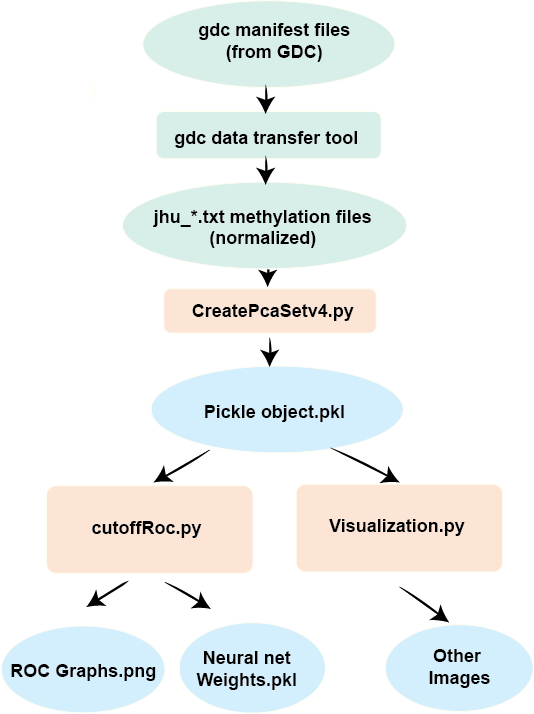 gdc manifest files
(from GDC)
gdc data transfer tool
jhu_*.txt methylation files
(normalized)
CreatePcaSetv4.py
Pickle object.pkl
cutoffRoc.py
Visualization.py
ROC Graphs.png
Neural net
Weights.pkl
Other
Images